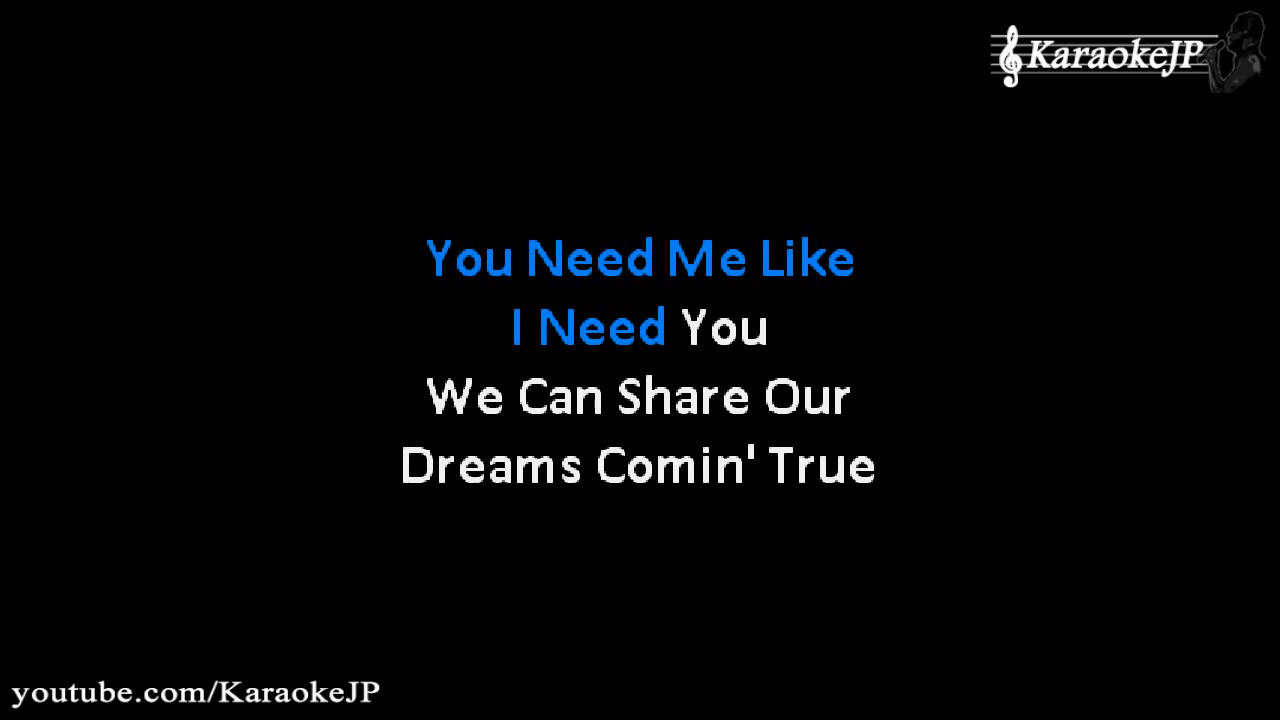 KaraokeJP
You Need Me Like
I Need You
We Can Share Our
Dreams Comin' True
youtube.com/KaraokeJP